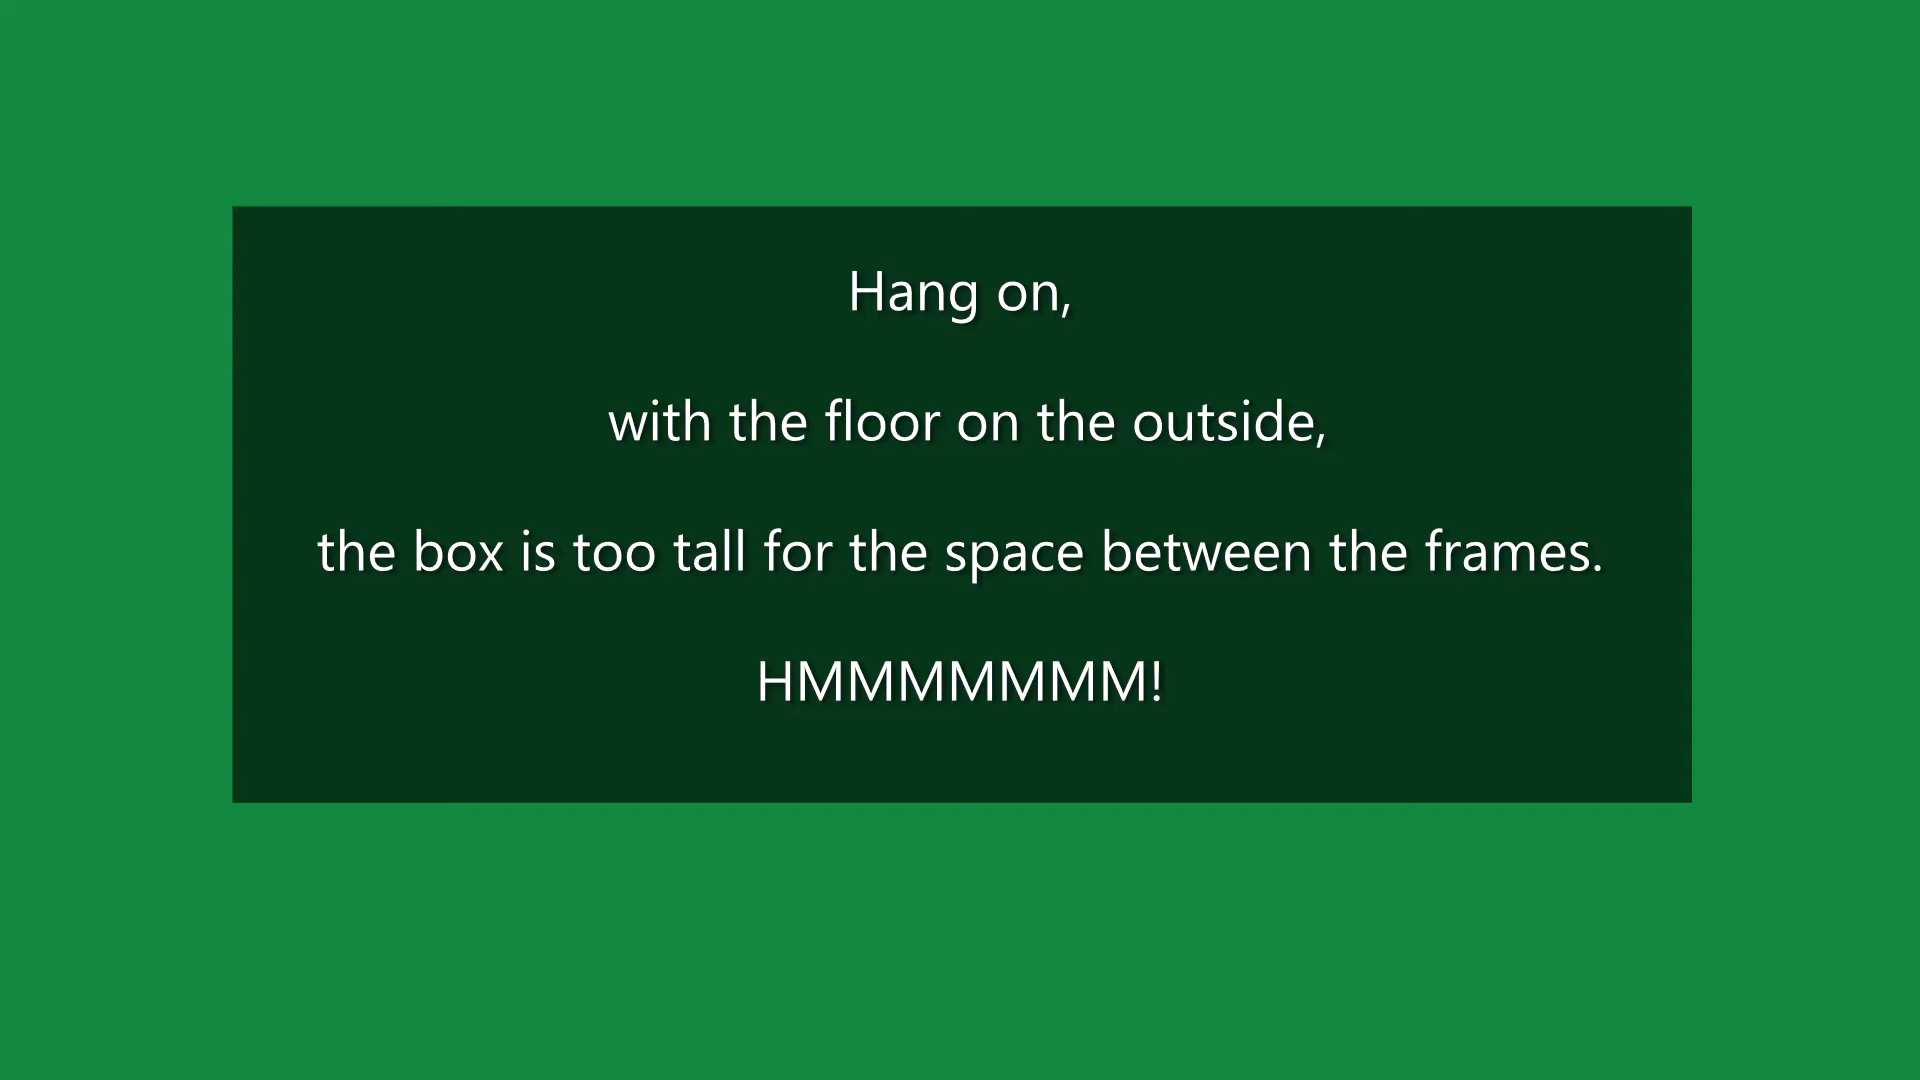 Hang on,
with the floor on the outside,
the box is too tall for the space between the frames.
HMMMMMMM!